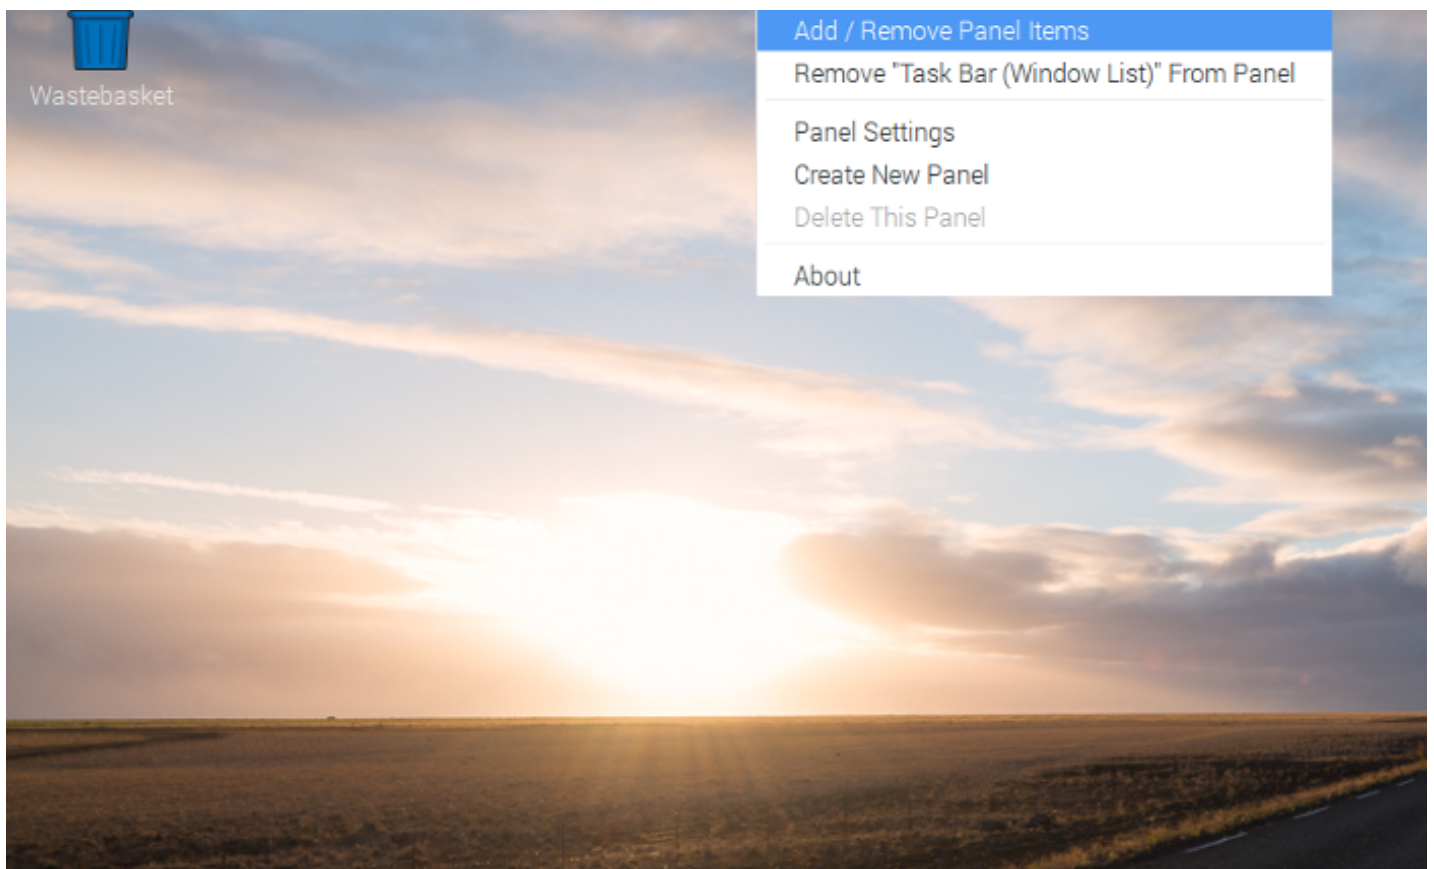 Wastebasket
Add / Remove Panel Items
Remove "Task Bar (Window List)" From Panel
Panel Settings
Create New Panel
Delete This Panel
About